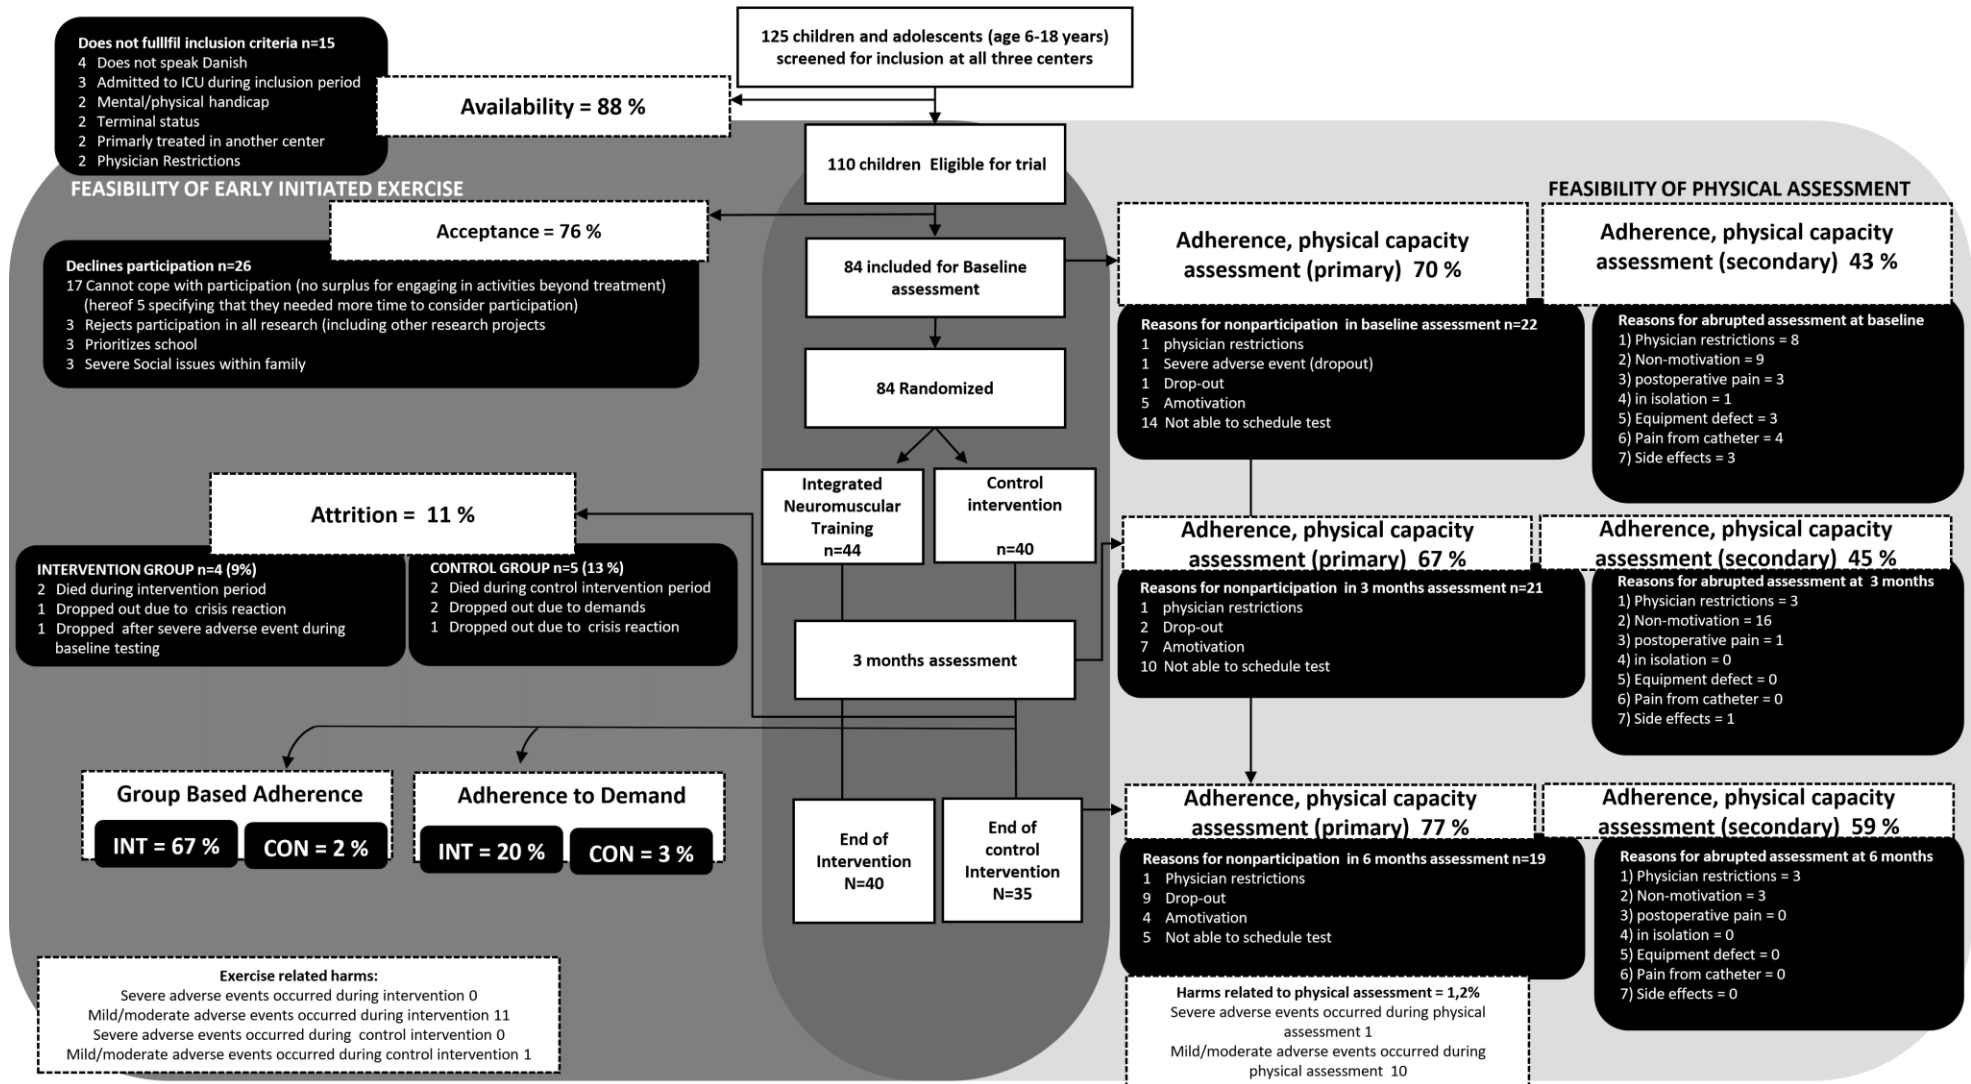 Does not fulllfil inclusion criteria n=15
4 Does not speak Danish
3 Admitted to ICU during inclusion period
2 Mental/physical handicap
2 Terminal status
2 Primarly treated in another center
2 Physician Restrictions
Availability = 88 %
125 children and adolescents (age 6-18 years)
screened for inclusion at all three centers
110 children Eligible for trial
FEASIBILITY OF EARLY INITIATED EXERCISE
FEASIBILITY OF PHYSICAL ASSESSMENT
Acceptance = 76 %
Declines participation n=26
17 Cannot cope with participation (no surplus for engaging in activities beyond treatment)
(hereof 5 specifying that they needed more time to consider participation)
3 Rejects participation in all research (including other research projects
3 Prioritizes school
3 Severe Social issues within family
84 included for Baseline
assessment
84 Randomized
Integrated
Neuromuscular
Training
n=44
Control
intervention
n=40
Adherence, physical capacity
assessment (primary) 70 %
Reasons for nonparticipation in baseline assessment n=22
1 physician restrictions
1 Severe adverse event (dropout)
1 Drop-out
5 Amotivation
14 Not able to schedule test
Adherence, physical capacity
assessment (secondary) 43 %
Reasons for abrupted assessment at baseline
1) Physician restrictions = 8
2) Non-motivation = 9
3) postoperative pain = 3
4) in isolation = 1
5) Equipment defect = 3
6) Pain from catheter = 4
7) Side effects = 3
Attrition = 11 %
INTERVENTION GROUP n=4 (9%)
2 Died during intervention period
1 Dropped out due to crisis reaction
1 Dropped after severe adverse event during
baseline testing
CONTROL GROUP n=5 (13 %)
2 Died during control intervention period
2 Dropped out due to demands
1 Dropped out due to crisis reaction
3 months assessment
Adherence, physical capacity
assessment (primary) 67 %
Reasons for nonparticipation in 3 months assessment n=21
1 physician restrictions
2 Drop-out
7 Amotivation
10 Not able to schedule test
Adherence, physical capacity
assessment (secondary) 45 %
Reasons for abrupted assessment at 3 months
1) Physician restrictions = 3
2) Non-motivation = 16
3) postoperative pain = 1
4) in isolation = 0
5) Equipment defect = 0
6) Pain from catheter = 0
7) Side effects = 1
Group Based Adherence
INT = 67 %
CON = 2 %
Adherence to Demand
INT = 20 %
CON = 3 %
End of
Intervention
N=40
End of
control
Intervention
N=35
Adherence, physical capacity
assessment (primary) 77 %
Reasons for nonparticipation in 6 months assessment n=19
1 Physician restrictions
9 Drop-out
4 Amotivation
5 Not able to schedule test
Adherence, physical capacity
assessment (secondary) 59 %
Reasons for abrupted assessment at 6 months
1) Physician restrictions = 3
2) Non-motivation = 3
3) postoperative pain = 0
4) in isolation = 0
5) Equipment defect = 0
6) Pain from catheter = 0
7) Side effects = 0
Exercise related harms:
Severe adverse events occurred during intervention 0
Mild/moderate adverse events occurred during intervention 11
Severe adverse events occurred during control intervention 0
Mild/moderate adverse events occurred during control intervention 1
Harms related to physical assessment = 1,2%
Severe adverse events occurred during physical
assessment 1
Mild/moderate adverse events occurred during
physical assessment 10